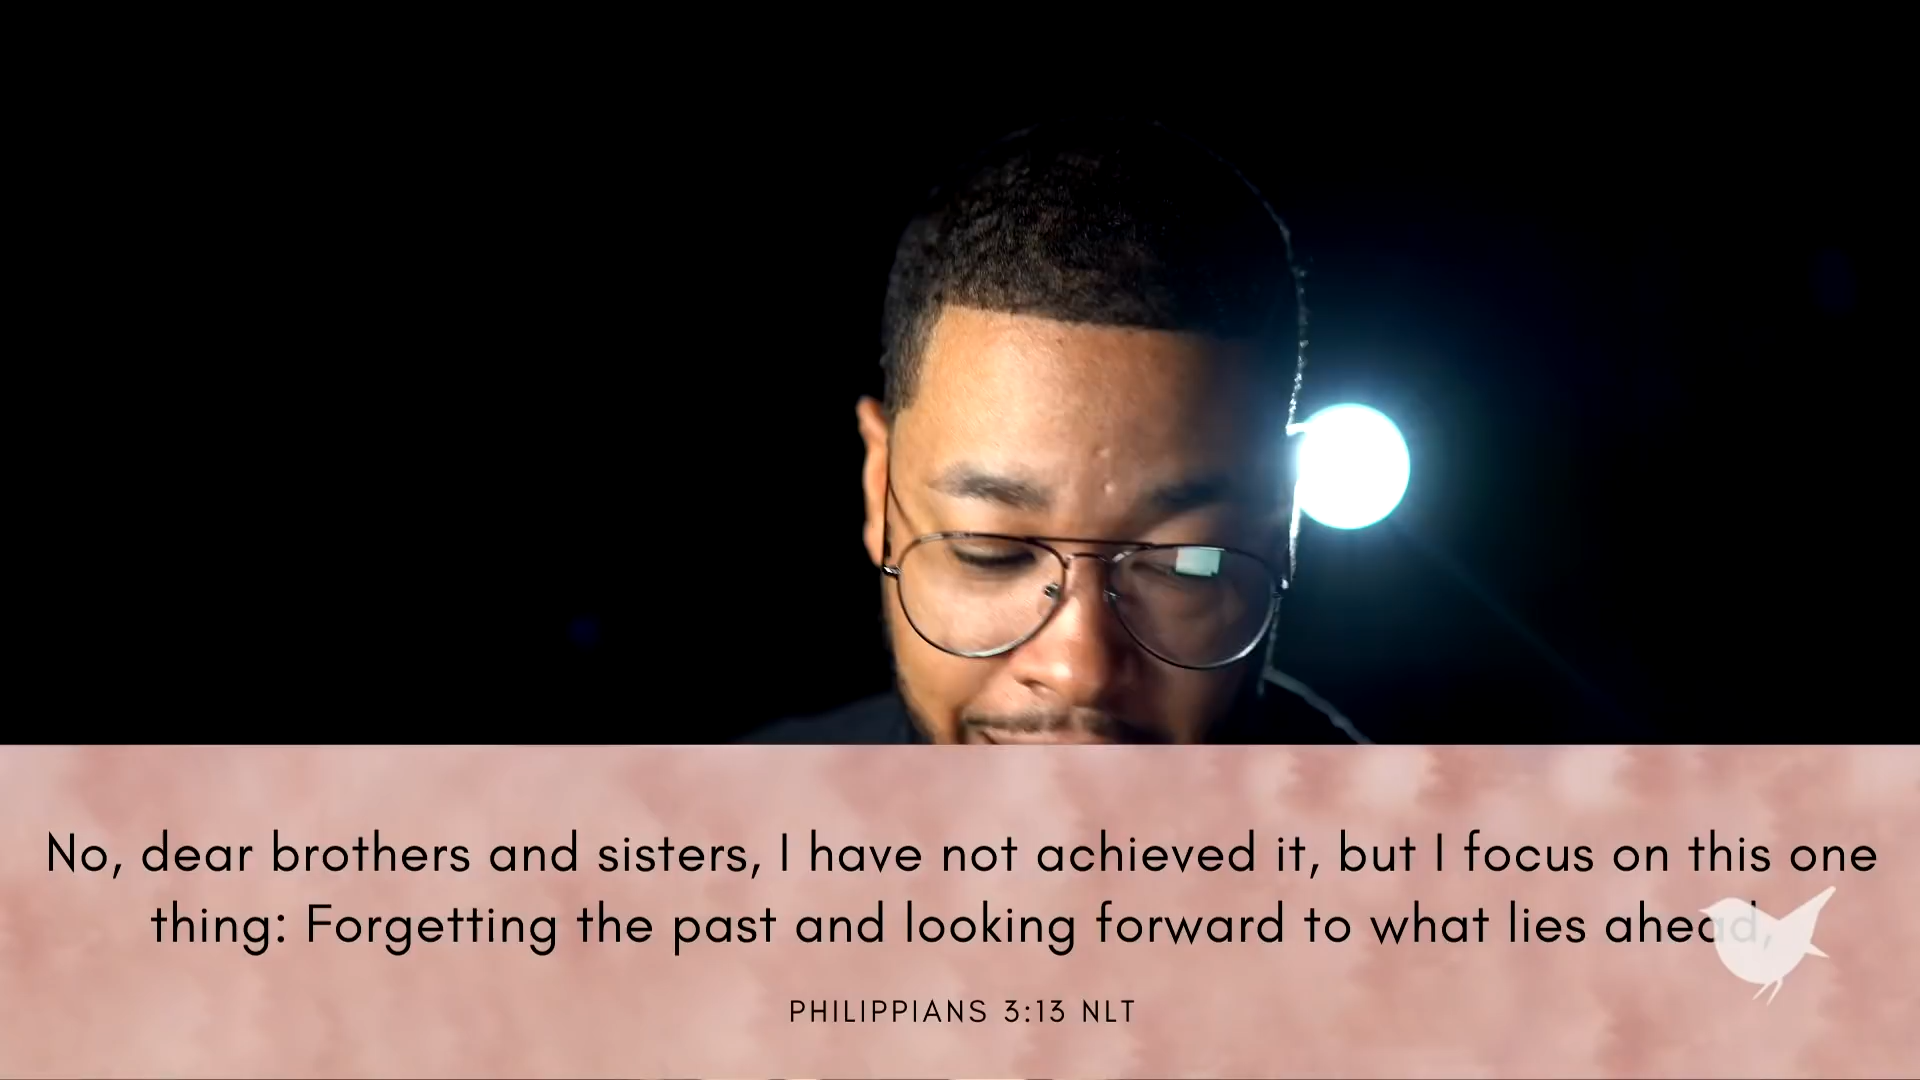 No, dear brothers and sisters, I have not achieved it, but I focus on this one
thing: Forgetting the past and looking forward to what lies ahead,
PHILIPPIANS 3:13 NLT